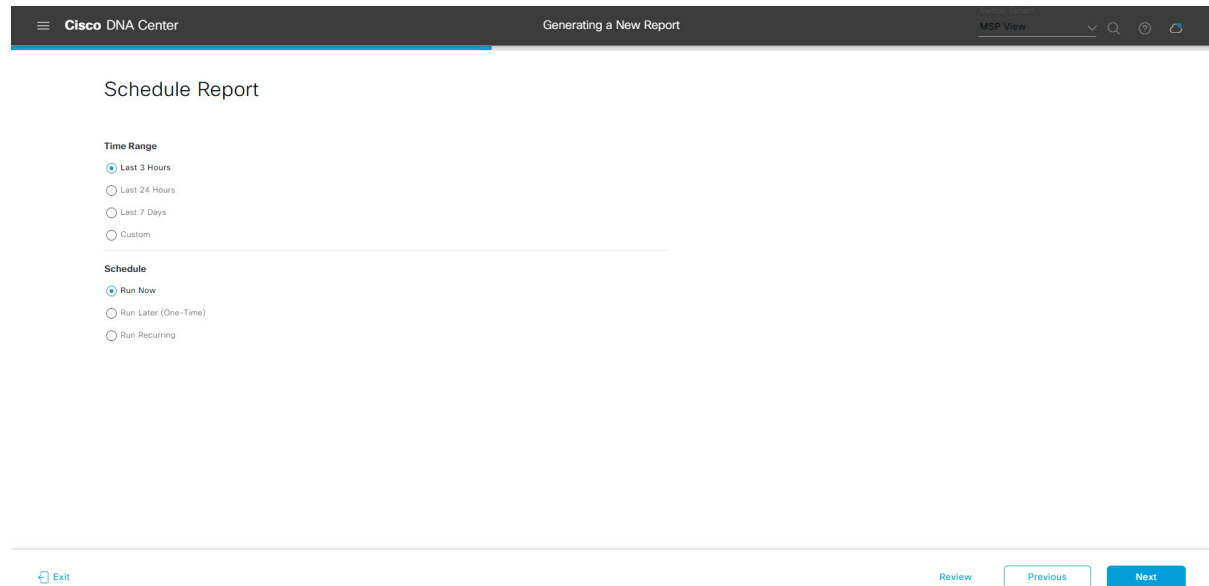 Cisco DNA Center
Generating a New Report
MSP View
Schedule Report
Time Range
Last 3 Hours
Last 24 Hours
Last 7 Days
Custom
Schedule
Run Now
Run Later (One-Time)
Run Recurring
Exit
Review
Previous
Next